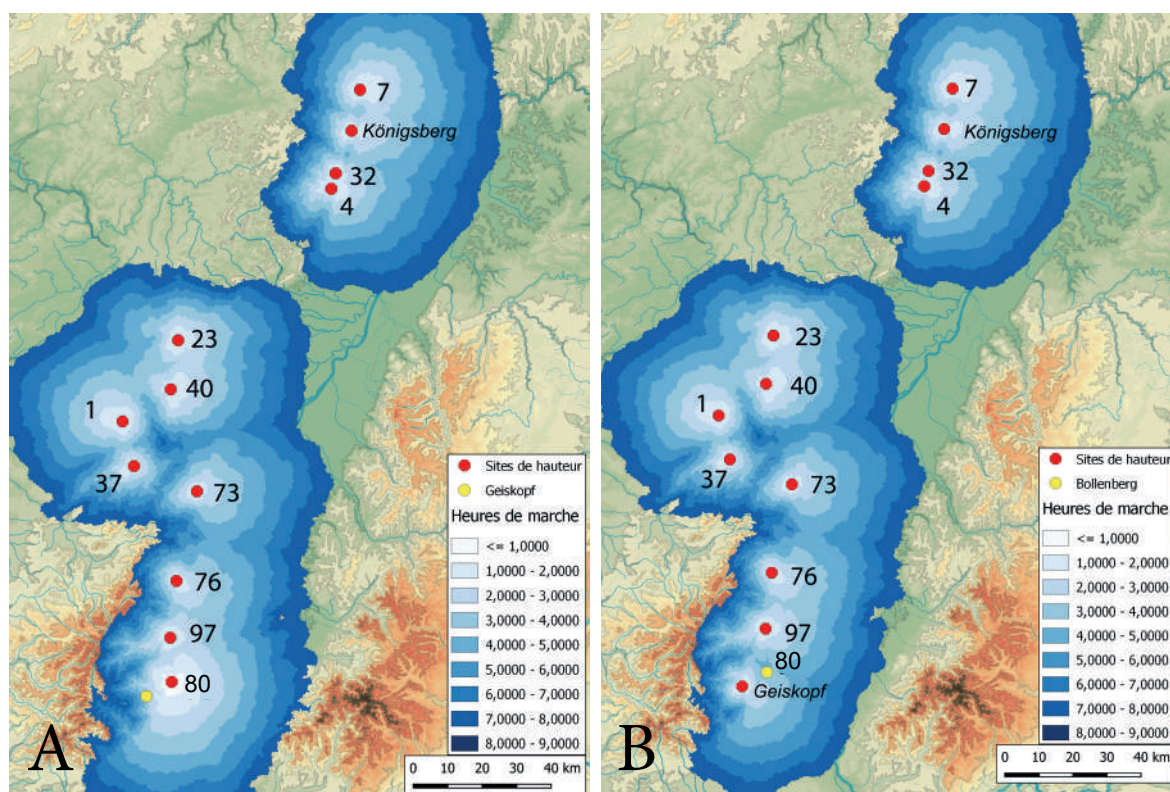 7
Königsberg
32
4
23
40
1
37
73
76
97
80
Sites de hauteur
Geiskopf
Heures de marche
<= 1,0000
1,0000 - 2,0000
2,0000 - 3,0000
3,0000 - 4,0000
4,0000 - 5,0000
5,0000 - 6,0000
6,0000 - 7,0000
7,0000 - 8,0000
8,0000 - 9,0000
0 10 20 30 40 km
A
7
Königsberg
32
4
23
40
1
37
73
76
97
80
Geiskopf
Sites de hauteur
Bollenberg
Heures de marche
<= 1,0000
1,0000 - 2,0000
2,0000 - 3,0000
3,0000 - 4,0000
4,0000 - 5,0000
5,0000 - 6,0000
6,0000 - 7,0000
7,0000 - 8,0000
8,0000 - 9,0000
0 10 20 30 40 km
B